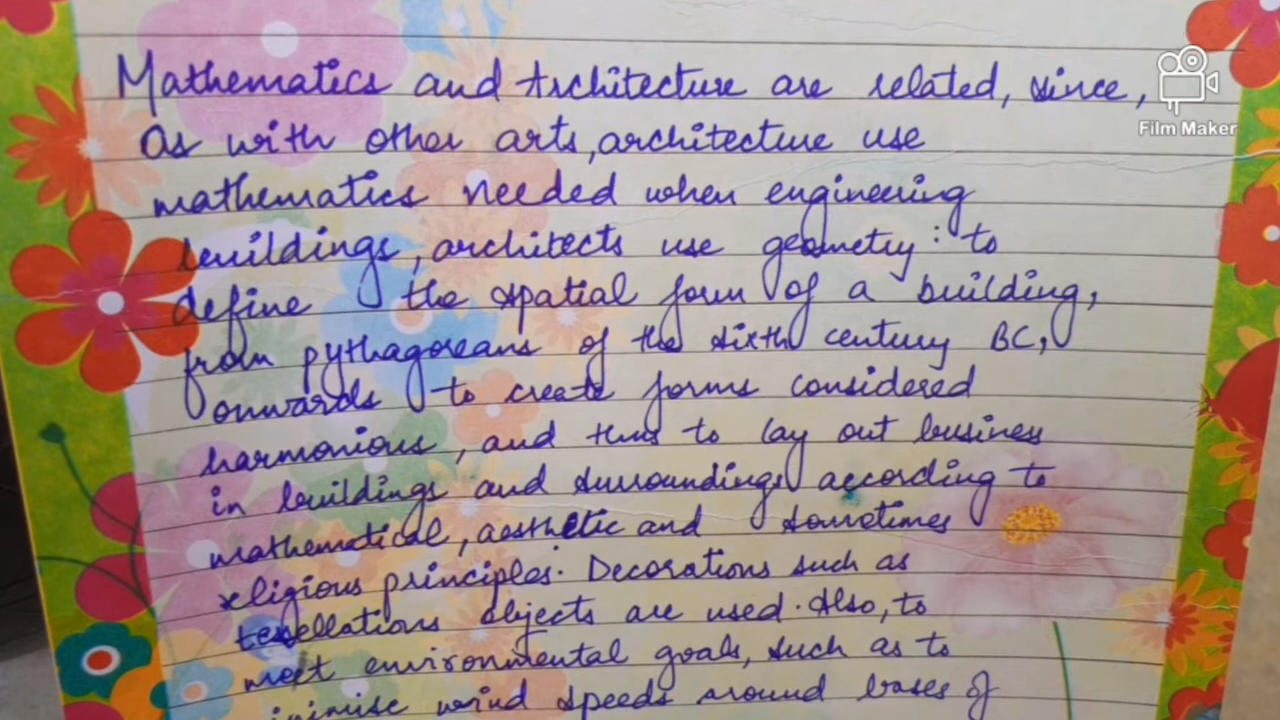 Mathematics and Architecture are related, since,
as with other arts, architecture use
mathematics needed when engineering
buildings, architects use geometry: to
define the spatial form of a building,
from pythagoreans of the sixth century BC,
onwards to create forms considered
harmonious, and thus to lay out business
in buildings and surroundings according to
mathematical, aesthetic and sometimes
religious principles. Decorations such as
tesellations objects are used. Also, to
meet environmental goals, such as to
wind speeds around bases of
Film Maker